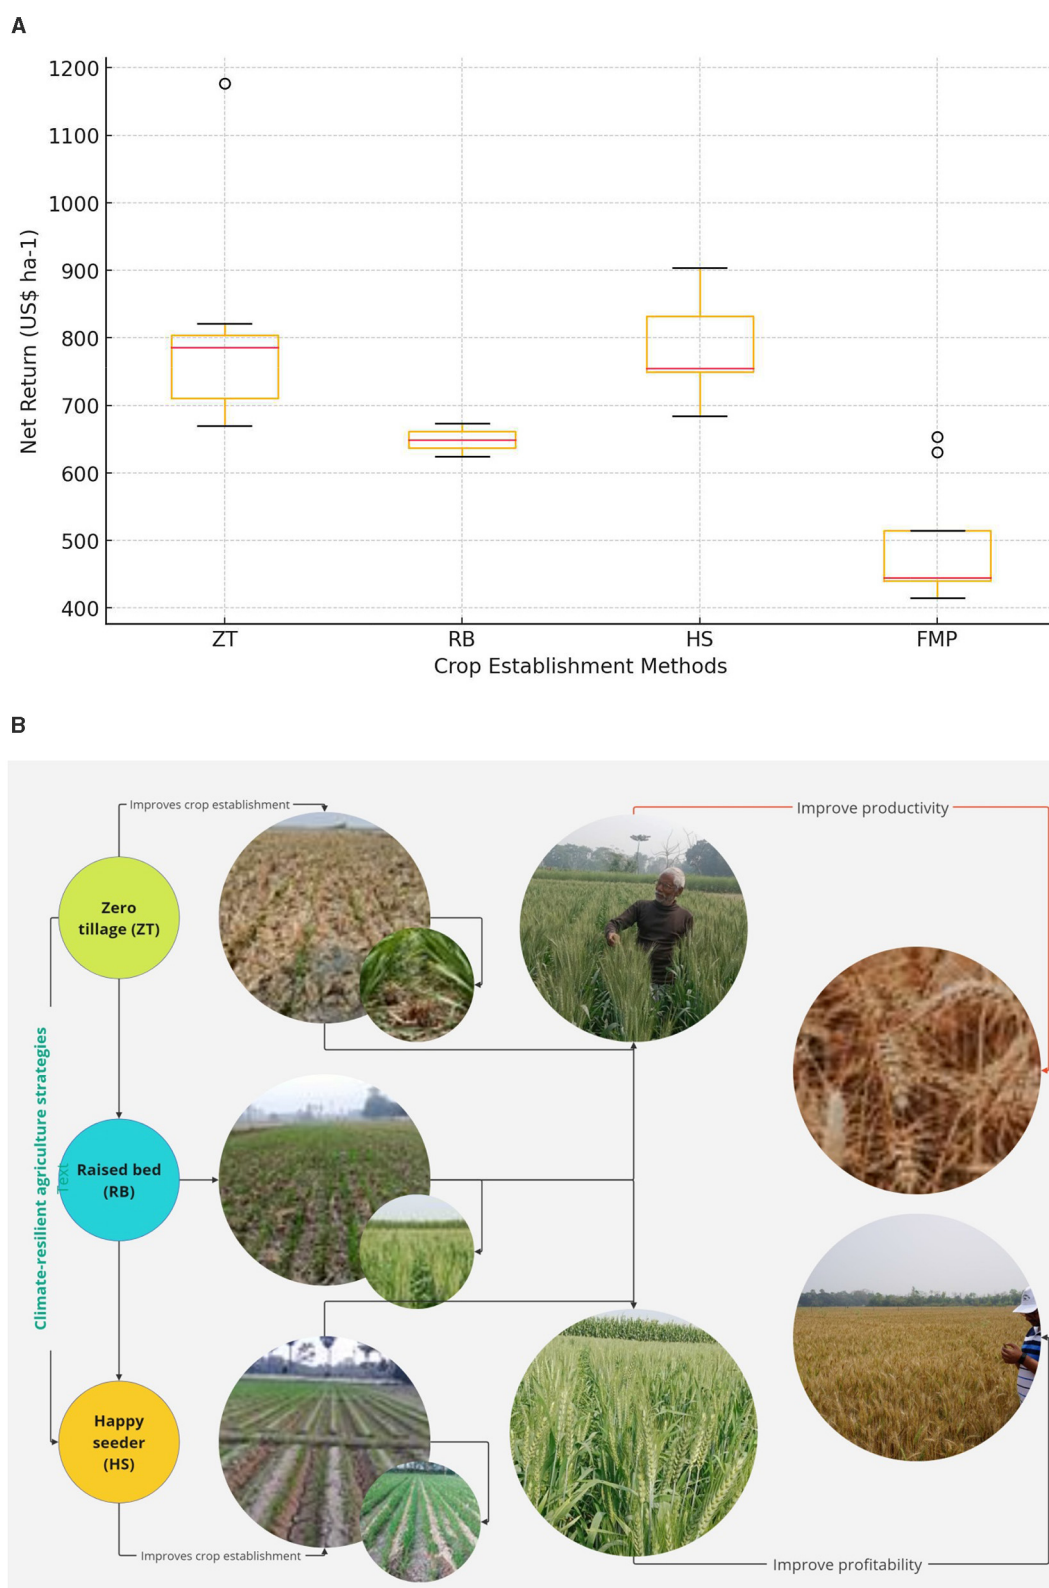 A
1200
1100
1000
900
800
700
600
500
400
Net Return (US$ ha-1)
ZT
RB
HS
FMP
Crop Establishment Methods
B
Improves crop establishment
Improve productivity
Zero
tillage (ZT)
Climate-resilient agriculture strategies
Text
Raised bed
(RB)
Happy
seeder
(HS)
Improves crop establishment
Improve profitability